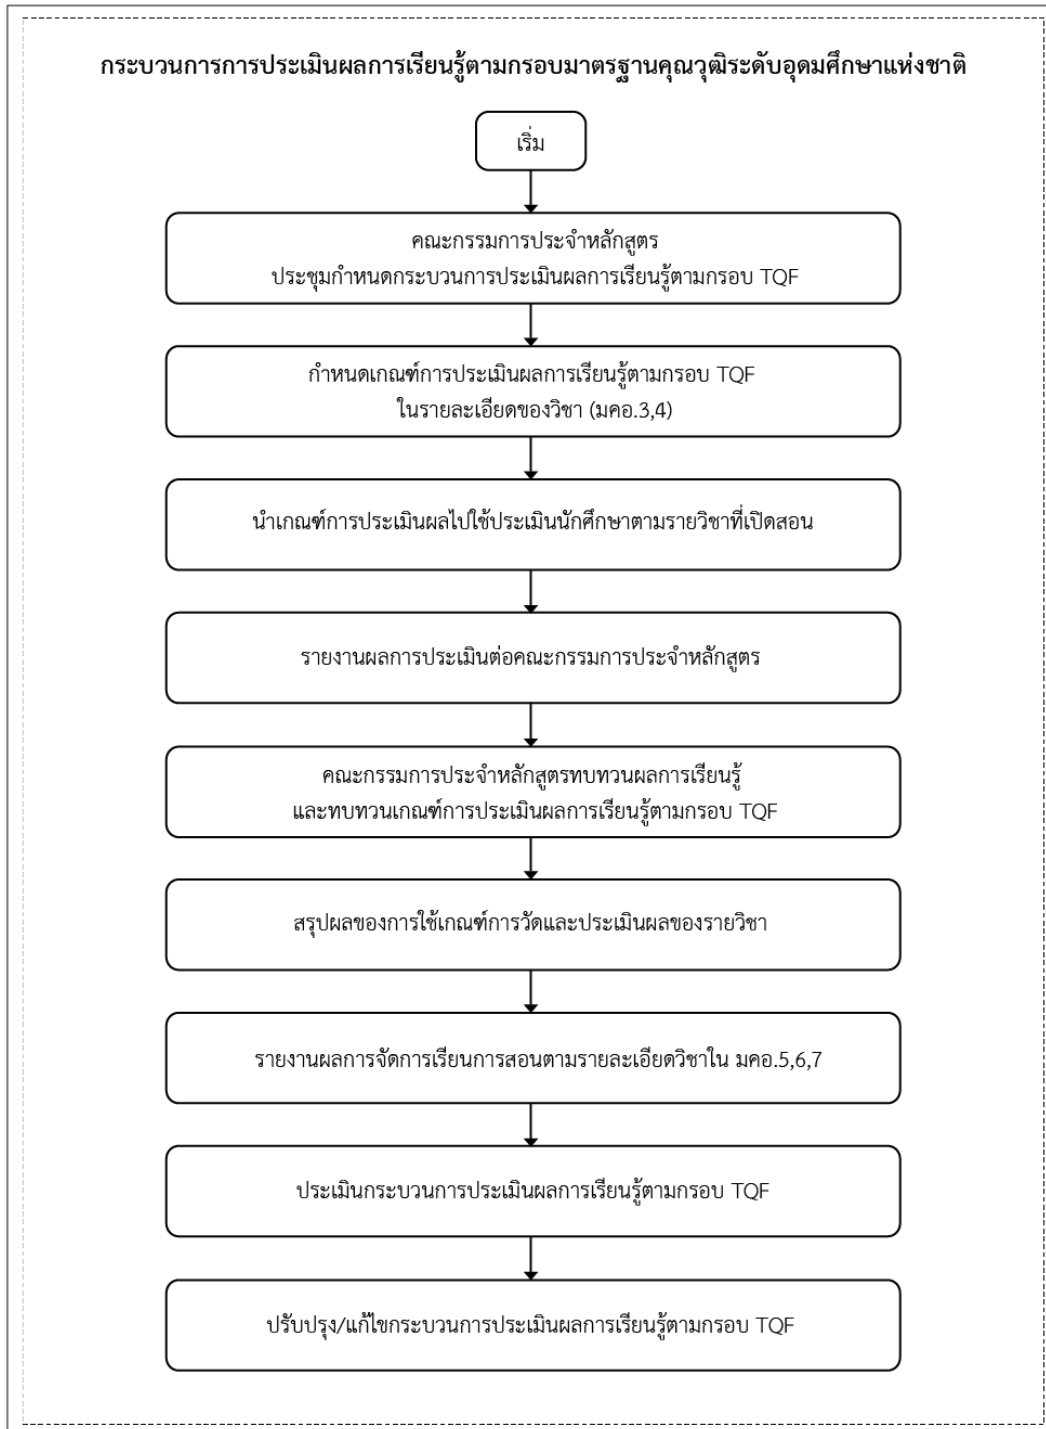 กระบวนการการประเมินผลการเรียนรู้ตามกรอบมาตรฐานคุณวุฒิระดับอุดมศึกษาแห่งชาติ
เริ่ม
คณะกรรมการประจำหลักสูตร
ประชุมกำหนดกระบวนการประเมินผลการเรียนรู้ตามกรอบ TQF
กำหนดเกณฑ์การประเมินผลการเรียนรู้ตามกรอบ TQF
ในรายละเอียดของวิชา (มคอ.3,4)
นำเกณฑ์การประเมินผลไปใช้ประเมินนักศึกษาตามรายวิชาที่เปิดสอน
รายงานผลการประเมินต่อคณะกรรมการประจำหลักสูตร
คณะกรรมการประจำหลักสูตรทบทวนผลการเรียนรู้
และทบทวนเกณฑ์การประเมินผลการเรียนรู้ตามกรอบ TQF
สรุปผลของการใช้เกณฑ์การวัดและประเมินผลของรายวิชา
รายงานผลการจัดการเรียนการสอนตามรายละเอียดวิชาใน มคอ.5,6,7
ประเมินกระบวนการประเมินผลการเรียนรู้ตามกรอบ TQF
ปรับปรุง/แก้ไขกระบวนการประเมินผลการเรียนรู้ตามกรอบ TQF